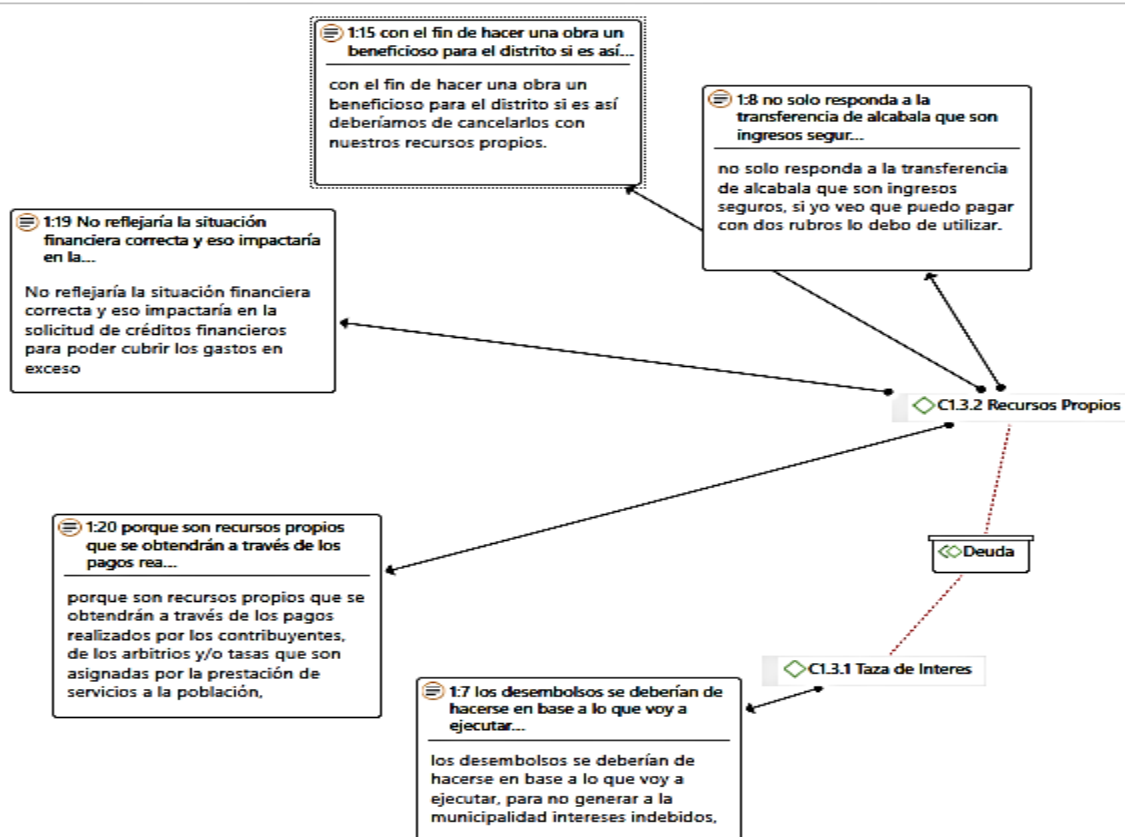 1:15 con el fin de hacer una obra un
beneficioso para el distrito si es así...
con el fin de hacer una obra un
beneficioso para el distrito si es así
deberíamos de cancelarlos con
nuestros recursos propios.
1:8 no solo responda a la
transferencia de alcabala que son
ingresos segur...
no solo responda a la transferencia
de alcabala que son ingresos
seguros, si yo veo que puedo pagar
con dos rubros lo debo de utilizar.
1:19 No reflejaría la situación
financiera correcta y eso impactaría
en la...
No reflejaría la situación financiera
correcta y eso impactaría en la
solicitud de créditos financieros
para poder cubrir los gastos en
exceso
C1.3.2 Recursos Propios
1:20 porque son recursos propios
que se obtendrán a través de los
pagos rea...
porque son recursos propios que se
obtendrán a través de los pagos
realizados por los contribuyentes,
de los arbitrios y/o tasas que son
asignadas por la prestación de
servicios a la población,
Deuda
C1.3.1 Taza de Interes
1:7 los desembolsos se deberían de
hacerse en base a lo que voy a
ejecutar...
los desembolsos se deberían de
hacerse en base a lo que voy a
ejecutar, para no generar a la
municipalidad intereses indebidos,